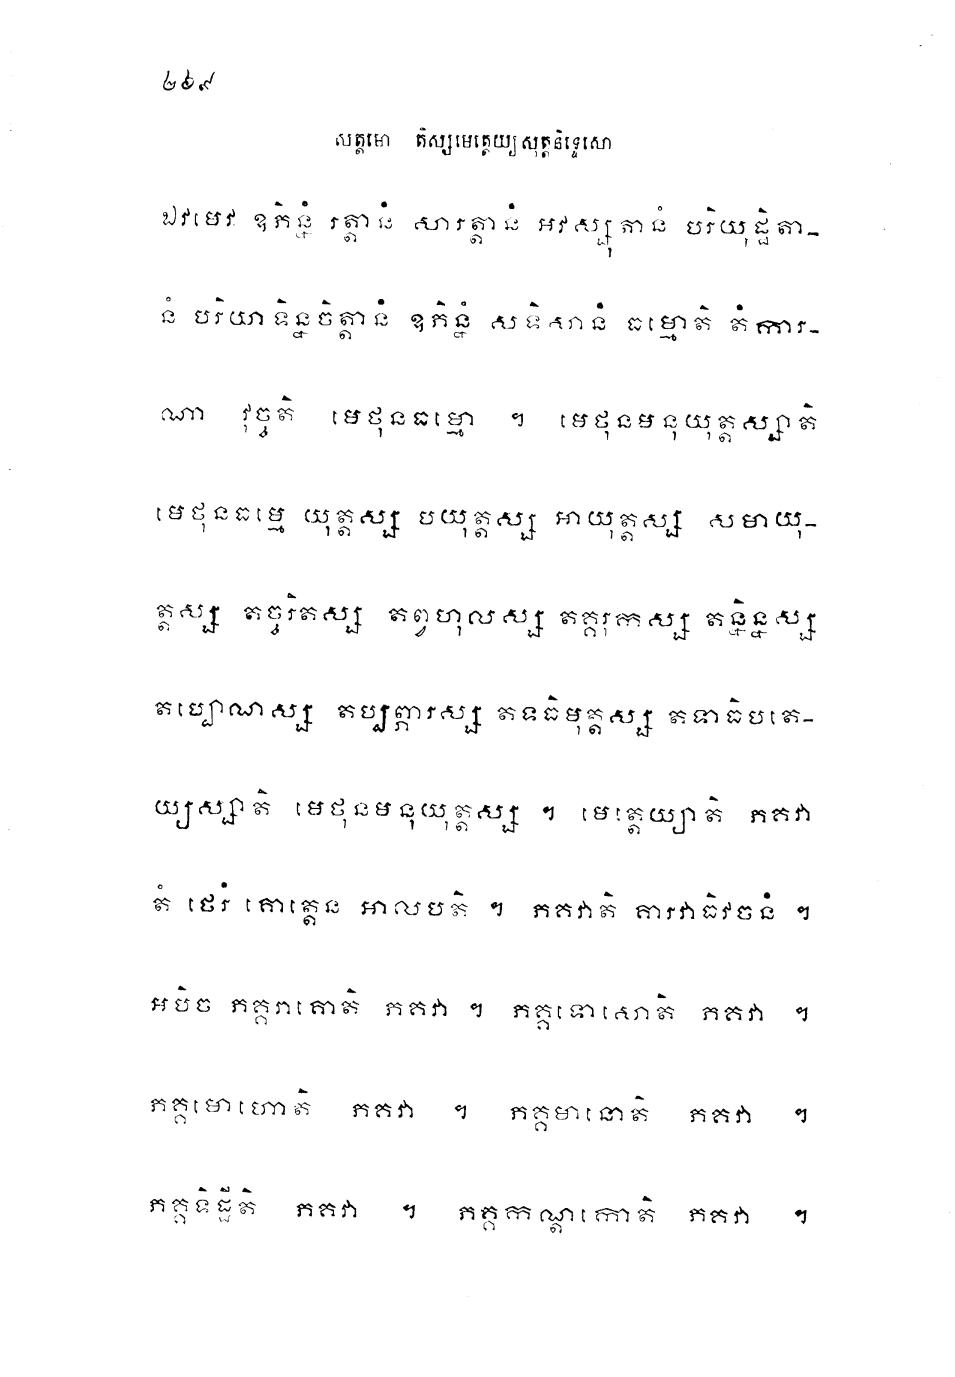 ២៦៩
សត្តមោ តិស្សមេត្តេយ្យសុត្តនិទ្ទេសោ
ឯវមេវ ឧភិន្នំ រត្តានំ សារត្តានំ អវស្សុតានំ បរិយុដ្ឋិតា-
នំ បរិយាទិន្នចិត្តានំ ឧភិន្នំ សទិសានំ ធម្មោតិ តំការ-
ណា វុច្ចតិ មេថុនធម្មោ ។ មេថុនមនុយុត្តស្សាតិ
មេថុនធម្មេ យុត្តស្ស បយុត្តស្ស អាយុត្តស្ស សមាយុ-
ត្តស្ស តច្ចរិតស្ស តព្វហុលស្ស តគ្គរុកស្ស តន្និន្នស្ស
តប្បោណស្ស តប្បព្ភារស្ស តទធិមុត្តស្ស តទាធិបតេ-
យ្យស្សាតិ មេថុនមនុយុត្តស្ស ។ មេត្តេយ្យាតិ ភគវា
តំ ថេរំ គោត្តេន អាលបតិ ។ ភគវាតិ គារវាធិវចនំ ។
អបិច ភគ្គរាគោតិ ភគវា ។ ភគ្គទោសោតិ ភគវា ។
ភគ្គមោហោតិ ភគវា ។ ភគ្គមានោតិ ភគវា ។
ភគ្គទិដ្ឋីតិ ភគវា ។ ភគ្គកណ្ដកោតិ ភគវា ។